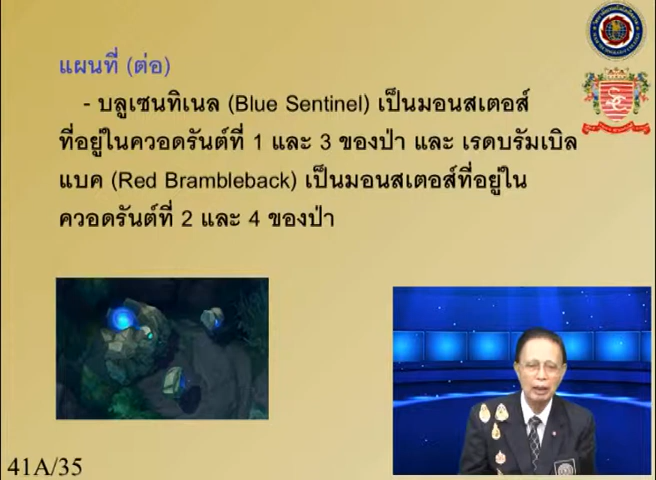 แผนที่ (ต่อ)
- บลูเซนทิเนล (Blue Sentinel) เป็นมอนสเตอส์
ที่อยู่ในควอดรันต์ที่ 1 และ 3 ของป่า และ เรดบรัมเบิล
แบค (Red Brambleback) เป็นมอนสเตอส์ที่อยู่ใน
ควอดรันต์ที่ 2 และ 4 ของป่า
41A/35